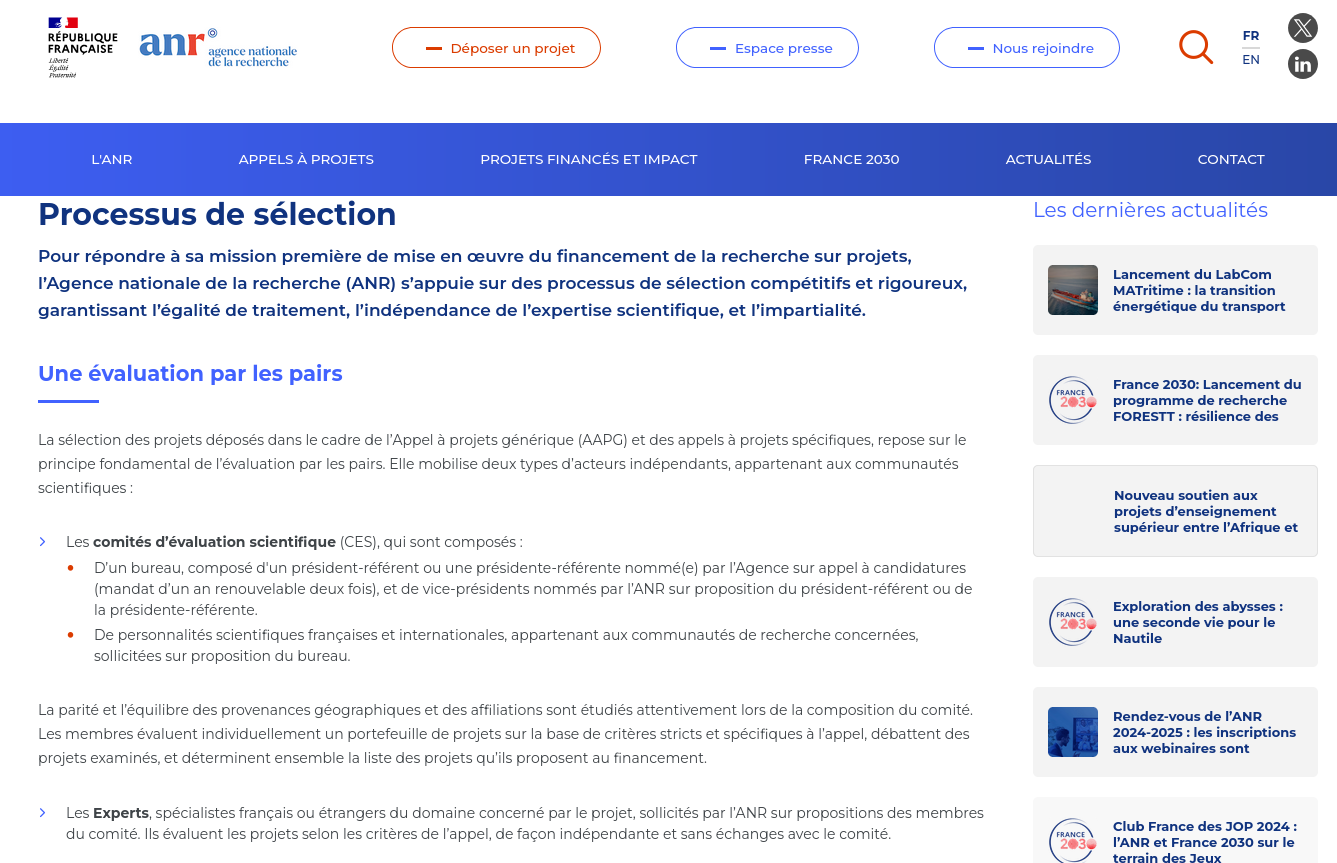 RÉPUBLIQUE
FRANÇAISE
Liberté
Égalité
Fraternité
anr©
agence nationale
de la recherche
Déposer un projet
Espace presse
Nous rejoindre
FR
EN
L'ANR
APPELS À PROJETS
PROJETS FINANCÉS ET IMPACT
FRANCE 2030
ACTUALITÉS
CONTACT
Processus de sélection
Pour répondre à sa mission première de mise en œuvre du financement de la recherche sur projets,
l’Agence nationale de la recherche (ANR) s’appuie sur des processus de sélection compétitifs et rigoureux,
garantissant l’égalité de traitement, l’indépendance de l’expertise scientifique, et l’impartialité.
Une évaluation par les pairs
La sélection des projets déposés dans le cadre de l’Appel à projets générique (AAPG) et des appels à projets spécifiques, repose sur le
principe fondamental de l’évaluation par les pairs. Elle mobilise deux types d’acteurs indépendants, appartenant aux communautés
scientifiques :
Les comités d’évaluation scientifique (CES), qui sont composés :
D’un bureau, composé d'un président-référent ou une présidente-référente nommé(e) par l’Agence sur appel à candidatures
(mandat d’un an renouvelable deux fois), et de vice-présidents nommés par l’ANR sur proposition du président-référent ou de
la présidente-référente.
De personnalités scientifiques françaises et internationales, appartenant aux communautés de recherche concernées,
sollicitées sur proposition du bureau.
La parité et l’équilibre des provenances géographiques et des affiliations sont étudiés attentivement lors de la composition du comité.
Les membres évaluent individuellement un portefeuille de projets sur la base de critères stricts et spécifiques à l’appel, débattent des
projets examinés, et déterminent ensemble la liste des projets qu’ils proposent au financement.
Les Experts, spécialistes français ou étrangers du domaine concerné par le projet, sollicités par l’ANR sur propositions des membres
du comité. Ils évaluent les projets selon les critères de l’appel, de façon indépendante et sans échanges avec le comité.
Les dernières actualités
Lancement du LabCom
MATritime : la transition
énergétique du transport
FRANCE
2030
France 2030: Lancement du
programme de recherche
FORESTT : résilience des
Nouveau soutien aux
projets d’enseignement
supérieur entre l’Afrique et
FRANCE
2030
Exploration des abysses :
une seconde vie pour le
Nautile
Rendez-vous de l’ANR
2024-2025 : les inscriptions
aux webinaires sont
FRANCE
2030
Club France des JOP 2024 :
l’ANR et France 2030 sur le
terrain des Jeux